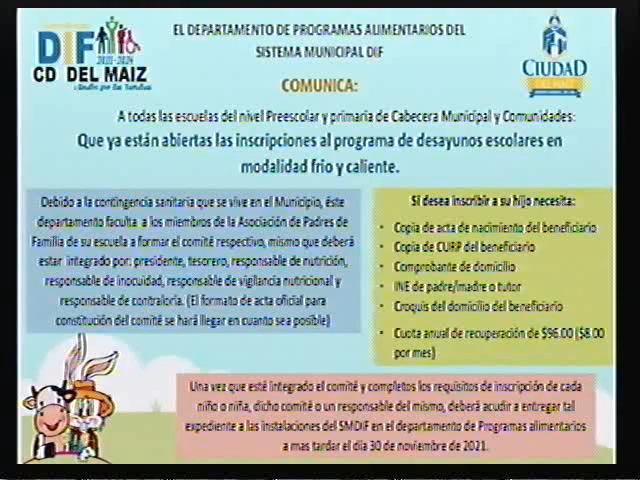 DIF
2021 - 2024
CD DEL MAIZ
EL DEPARTAMENTO DE PROGRAMAS ALIMENTARIOS DEL
SISTEMA MUNICIPAL DIF
COMUNICA:
CIUDAD
DEL MAIZ
A todas las escuelas del nivel Preescolar y primaria de Cabecera Municipal y Comunidades:
Que ya están abiertas las inscripciones al programa de desayunos escolares en
modalidad frio y caliente.
Debido a la contingencia sanitaria que se vive en el Municipio, éste
departamento faculta a los miembros de la Asociación de Padres de
Familia de su escuela a formar el comité respectivo, mismo que deberá
estar integrado por: presidente, tesorero, responsable de nutrición,
responsable de inocuidad, responsable de vigilancia nutricional y
responsable de contraloría. (El formato de acta oficial para
constitución del comité se hará llegar en cuanto sea posible)
Si desea inscribir a su hijo necesita:
• Copia de acta de nacimiento del beneficiario
• Copia de CURP del beneficiario
• Comprobante de domicilio
• INE de padre/madre o tutor
• Croquis del domicilio del beneficiario
• Cuota anual de recuperación de $96.00 ($8.00
por mes)
Una vez que esté integrado el comité y completos los requisitos de inscripción de cada
niño o niña, dicho comité o un responsable del mismo, deberá acudir a entregar tal
expediente a las instalaciones del SMDIF en el departamento de Programas alimentarios
a mas tardar el día 30 de noviembre de 2021.